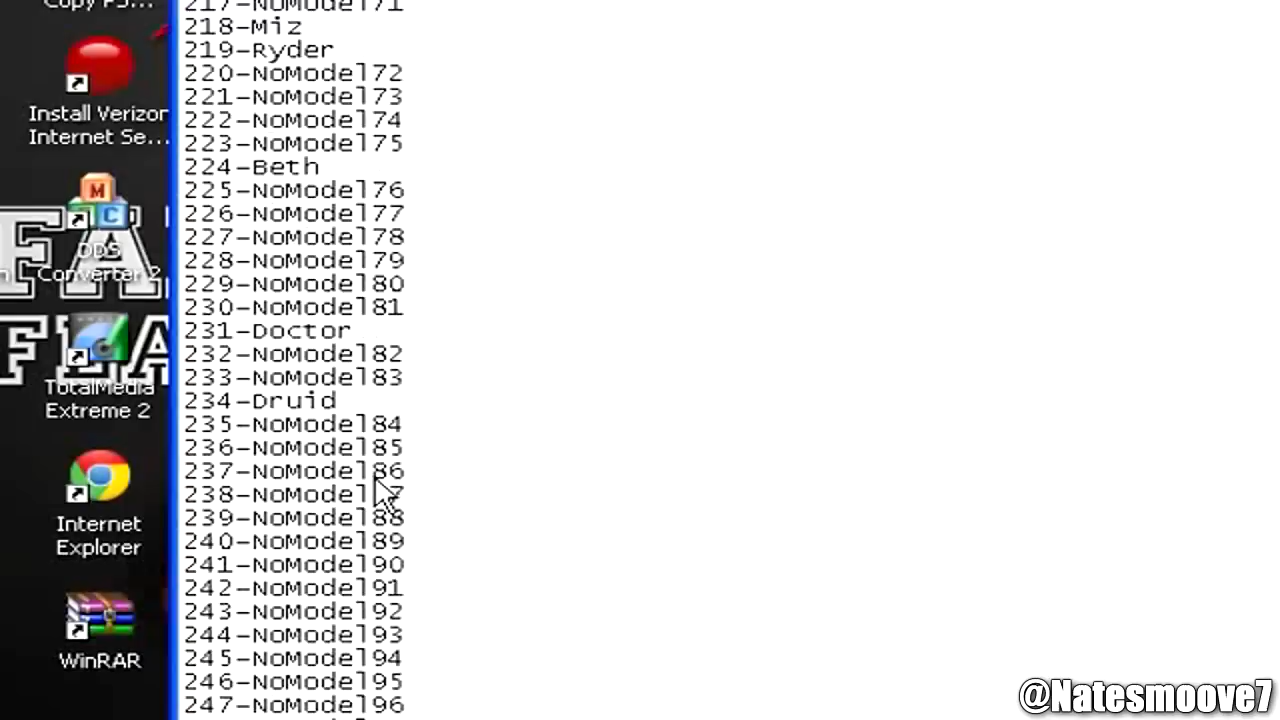 Copy PS...
Install Verizon
Internet Se...
M
C
DDS
Converter 2
TotalMedia
Extreme 2
Internet
Explorer
WinRAR
FA
FLA
217-NoModel71
218-Miz
219-Ryder
220-NoModel72
221-NoModel73
222-NoModel74
223-NoModel75
224-Beth
225-NoModel76
226-NoModel77
227-NoModel78
228-NoModel79
229-NoModel80
230-NoModel81
231-Doctor
232-NoModel82
233-NoModel83
234-Druid
235-NoModel84
236-NoModel85
237-NoModel86
238-NoModel87
239-NoModel88
240-NoModel89
241-NoModel90
242-NoModel91
243-NoModel92
244-NoModel93
245-NoModel94
246-NoModel95
247-NoModel96
@Natesmoove7